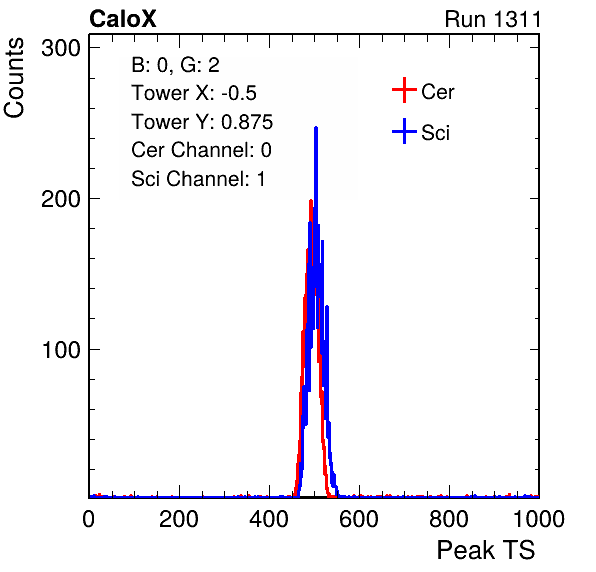 CaloX Run 1311
Counts
B: 0, G: 2
Tower X: -0.5
Tower Y: 0.875
Cer Channel: 0
Sci Channel: 1
Cer
Sci
300
200
100
0 200 400 600 800 1000
Peak TS